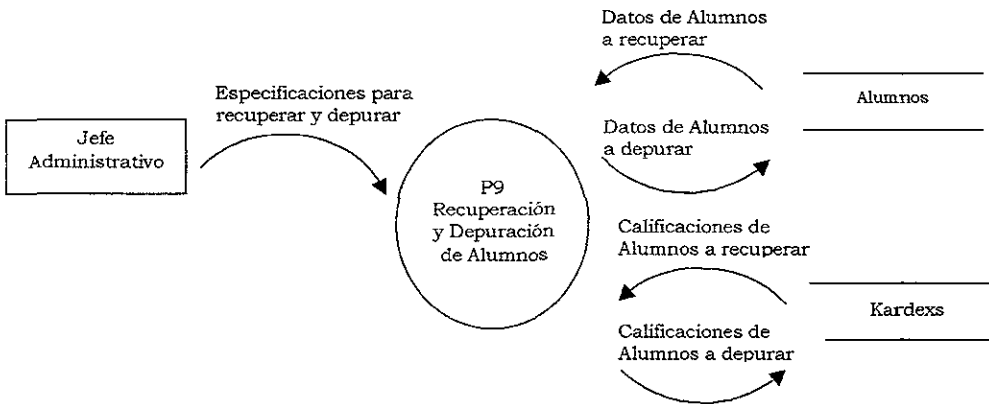 Datos de Alumnos
a recuperar
Especificaciones para
recuperar y depurar
Jefe
Administrativo
Alumnos
Datos de Alumnos
a depurar
P9
Recuperación
y Depuración
de Alumnos
Calificaciones de
Alumnos a recuperar
Kardexs
Calificaciones de
Alumnos a depurar